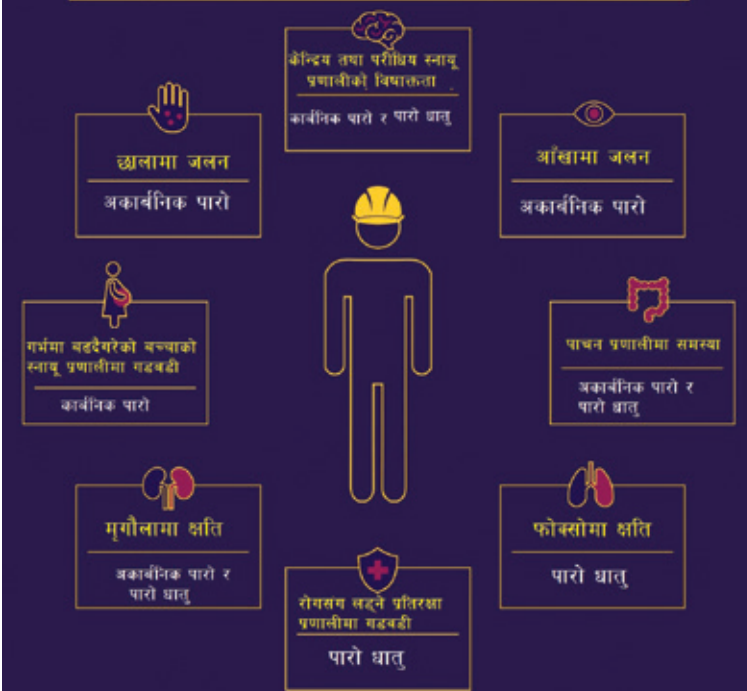 केन्द्रिय तथा परीधिय स्नायू
प्रणालीको विषाक्तता
कार्बनिक पारो र पारो धातु
छालामा जलन
अकार्बनिक पारो
आँखामा जलन
अकार्बनिक पारो
गर्भमा बडदैगरेको बच्चाको
स्नायू प्रणालीमा गडबडी
कार्बनिक पारो
पाचन प्रणालीमा समस्या
अकार्बनिक पारो र
पारो धातु
मृगौलामा क्षति
अकार्बनिक पारो र
पारो धातु
फोक्सोमा क्षति
पारो धातु
रोगसंग लड्ने प्रतिरक्षा
प्रणालीमा गडबडी
पारो धातु